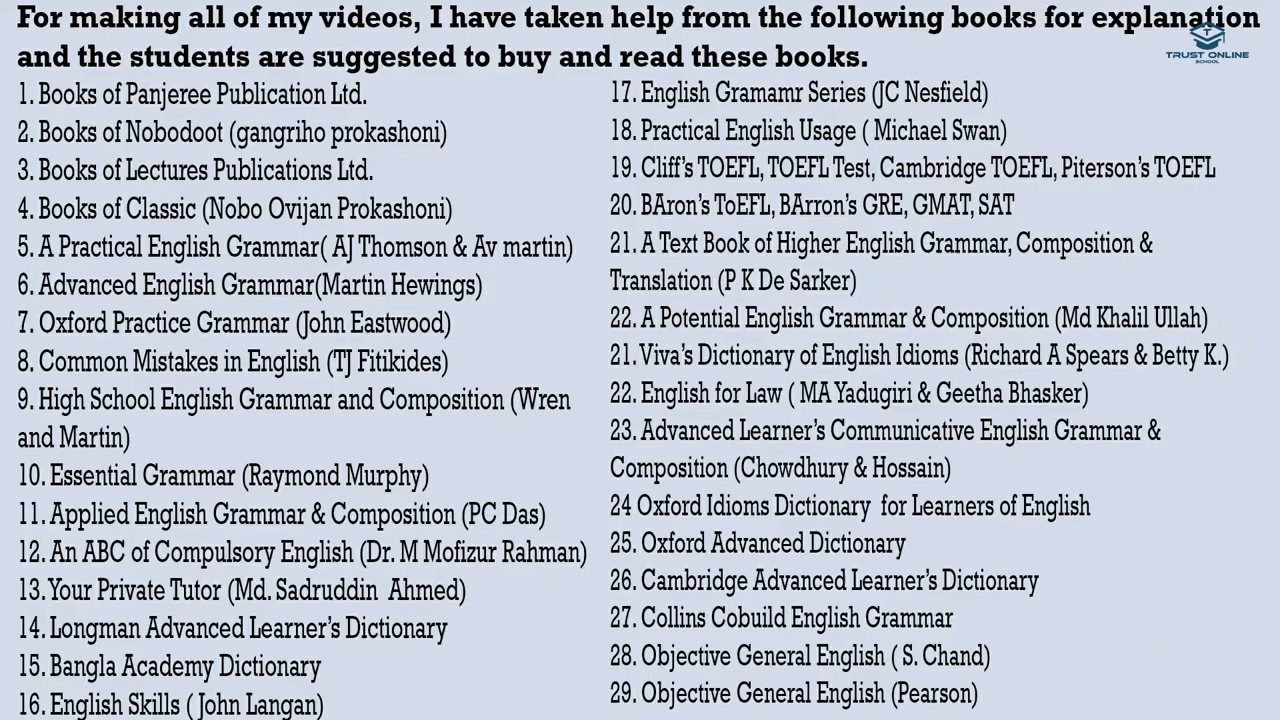 For making all of my videos, I have taken help from the following books for explanation
and the students are suggested to buy and read these books.
TRUST ONLINE
SCHOOL
1. Books of Panjeree Publication Ltd.
2. Books of Nobodoot (gangriho prokashoni)
3. Books of Lectures Publications Ltd.
4. Books of Classic (Nobo Ovijan Prokashoni)
5. A Practical English Grammar( AJ Thomson & Av martin)
6. Advanced English Grammar(Martin Hewings)
7. Oxford Practice Grammar (John Eastwood)
8. Common Mistakes in English (TJ Fitikides)
9. High School English Grammar and Composition (Wren
and Martin)
10. Essential Grammar (Raymond Murphy)
11. Applied English Grammar & Composition (PC Das)
12. An ABC of Compulsory English (Dr. M Mofizur Rahman)
13. Your Private Tutor (Md. Sadruddin Ahmed)
14. Longman Advanced Learner's Dictionary
15. Bangla Academy Dictionary
16. English Skills ( John Langan)
17. English Gramamr Series (JC Nesfield)
18. Practical English Usage ( Michael Swan)
19. Cliff's TOEFL, TOEFL Test, Cambridge TOEFL, Piterson's TOEFL
20. BAron's ToEFL, BArron's GRE, GMAT, SAT
21. A Text Book of Higher English Grammar, Composition &
Translation (P K De Sarker)
22. A Potential English Grammar & Composition (Md Khalil Ullah)
21. Viva's Dictionary of English Idioms (Richard A Spears & Betty K.)
22. English for Law ( MA Yadugiri & Geetha Bhasker)
23. Advanced Learner's Communicative English Grammar &
Composition (Chowdhury & Hossain)
24 Oxford Idioms Dictionary for Learners of English
25. Oxford Advanced Dictionary
26. Cambridge Advanced Learner's Dictionary
27. Collins Cobuild English Grammar
28. Objective General English ( S. Chand)
29. Objective General English (Pearson)